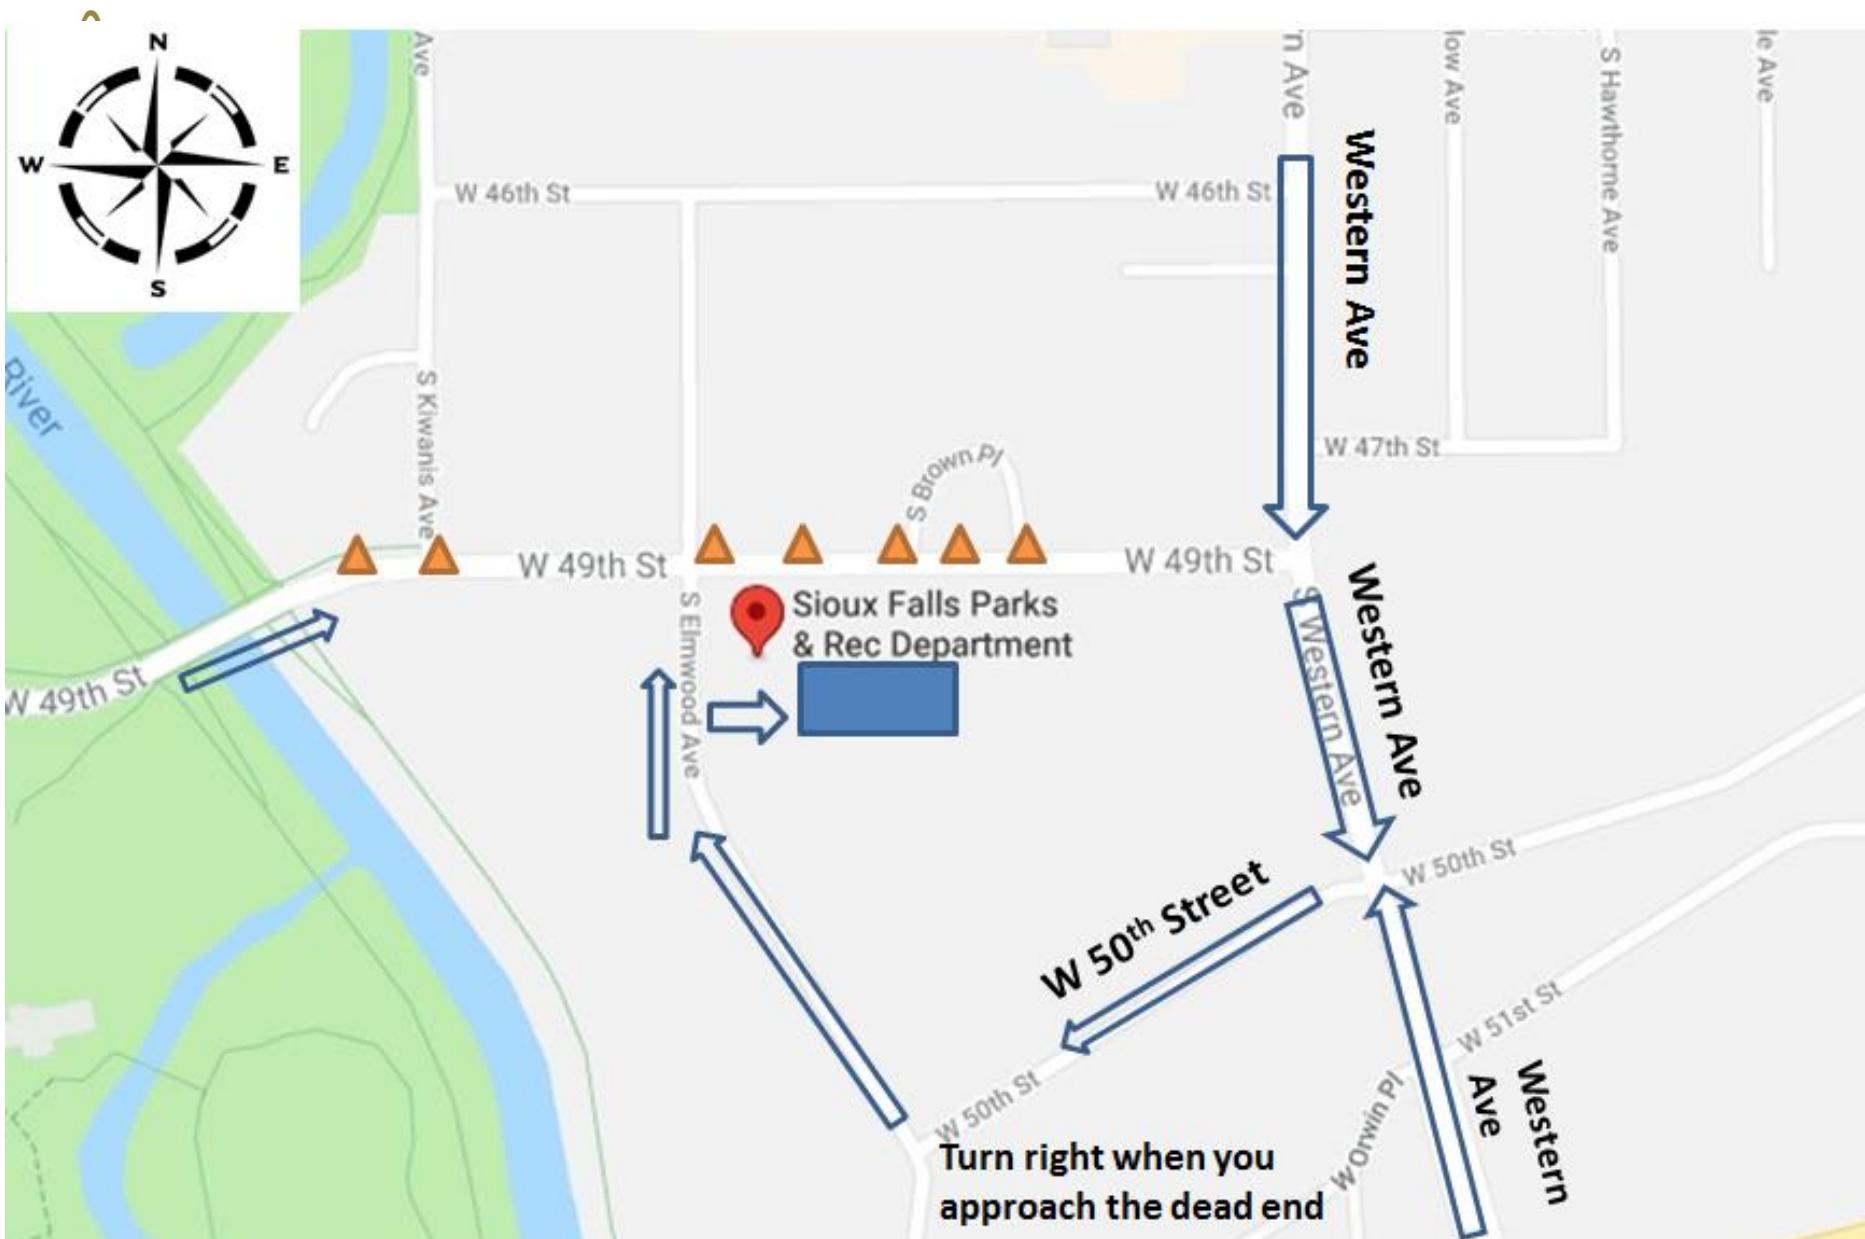 N
W
E
S
Ave
n Ave
low Ave
S Hawthorne Ave
le Ave
W 46th St
W 46th St
Western Ave
River
S Kiwanis Ave
W 47th St
S Brown Pl
W 49th St
W 49th St
W 49th St
Sioux Falls Parks
& Rec Department
S Elmwood Ave
S Western Ave
Western Ave
W 50th St
W 50th Street
W 50th St
W 51st St
W Orwin Pl
Western
Ave
Turn right when you
approach the dead end